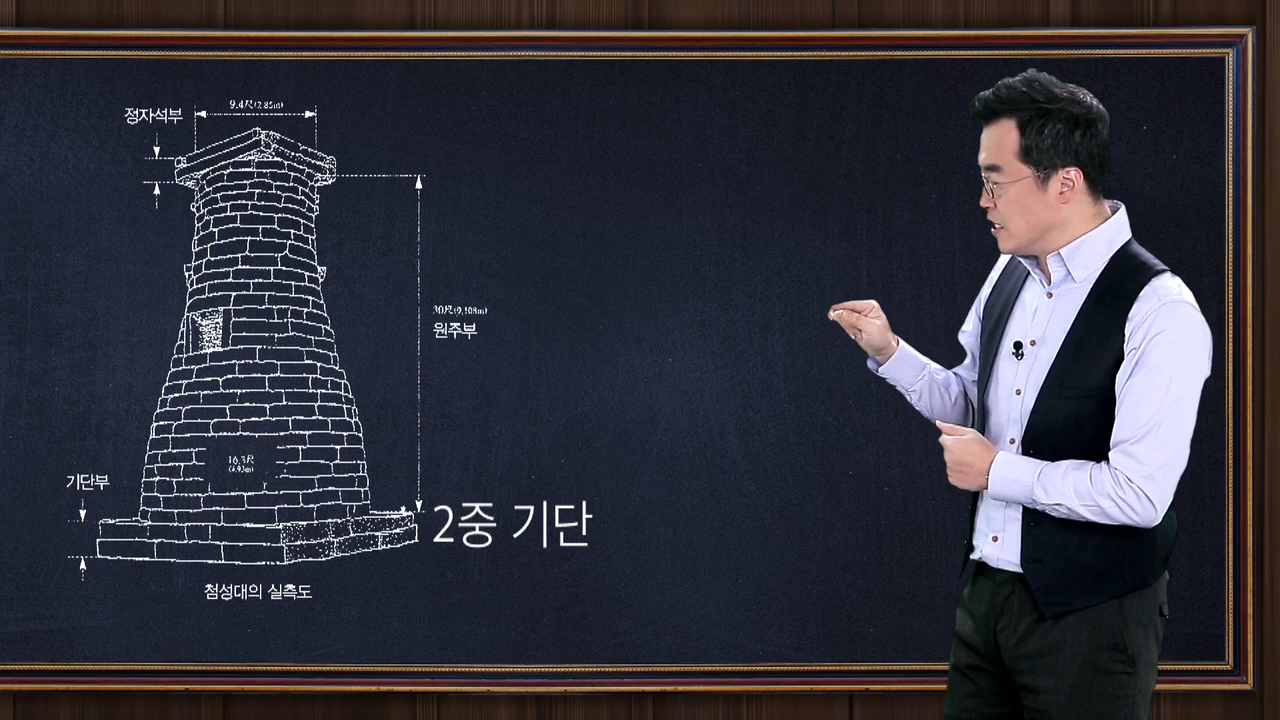 9.4尺(2.85m)
정자석부
30尺(9.108m)
원주부
16.3尺
(4.93m)
기단부
2중 기단
첨성대의 실측도